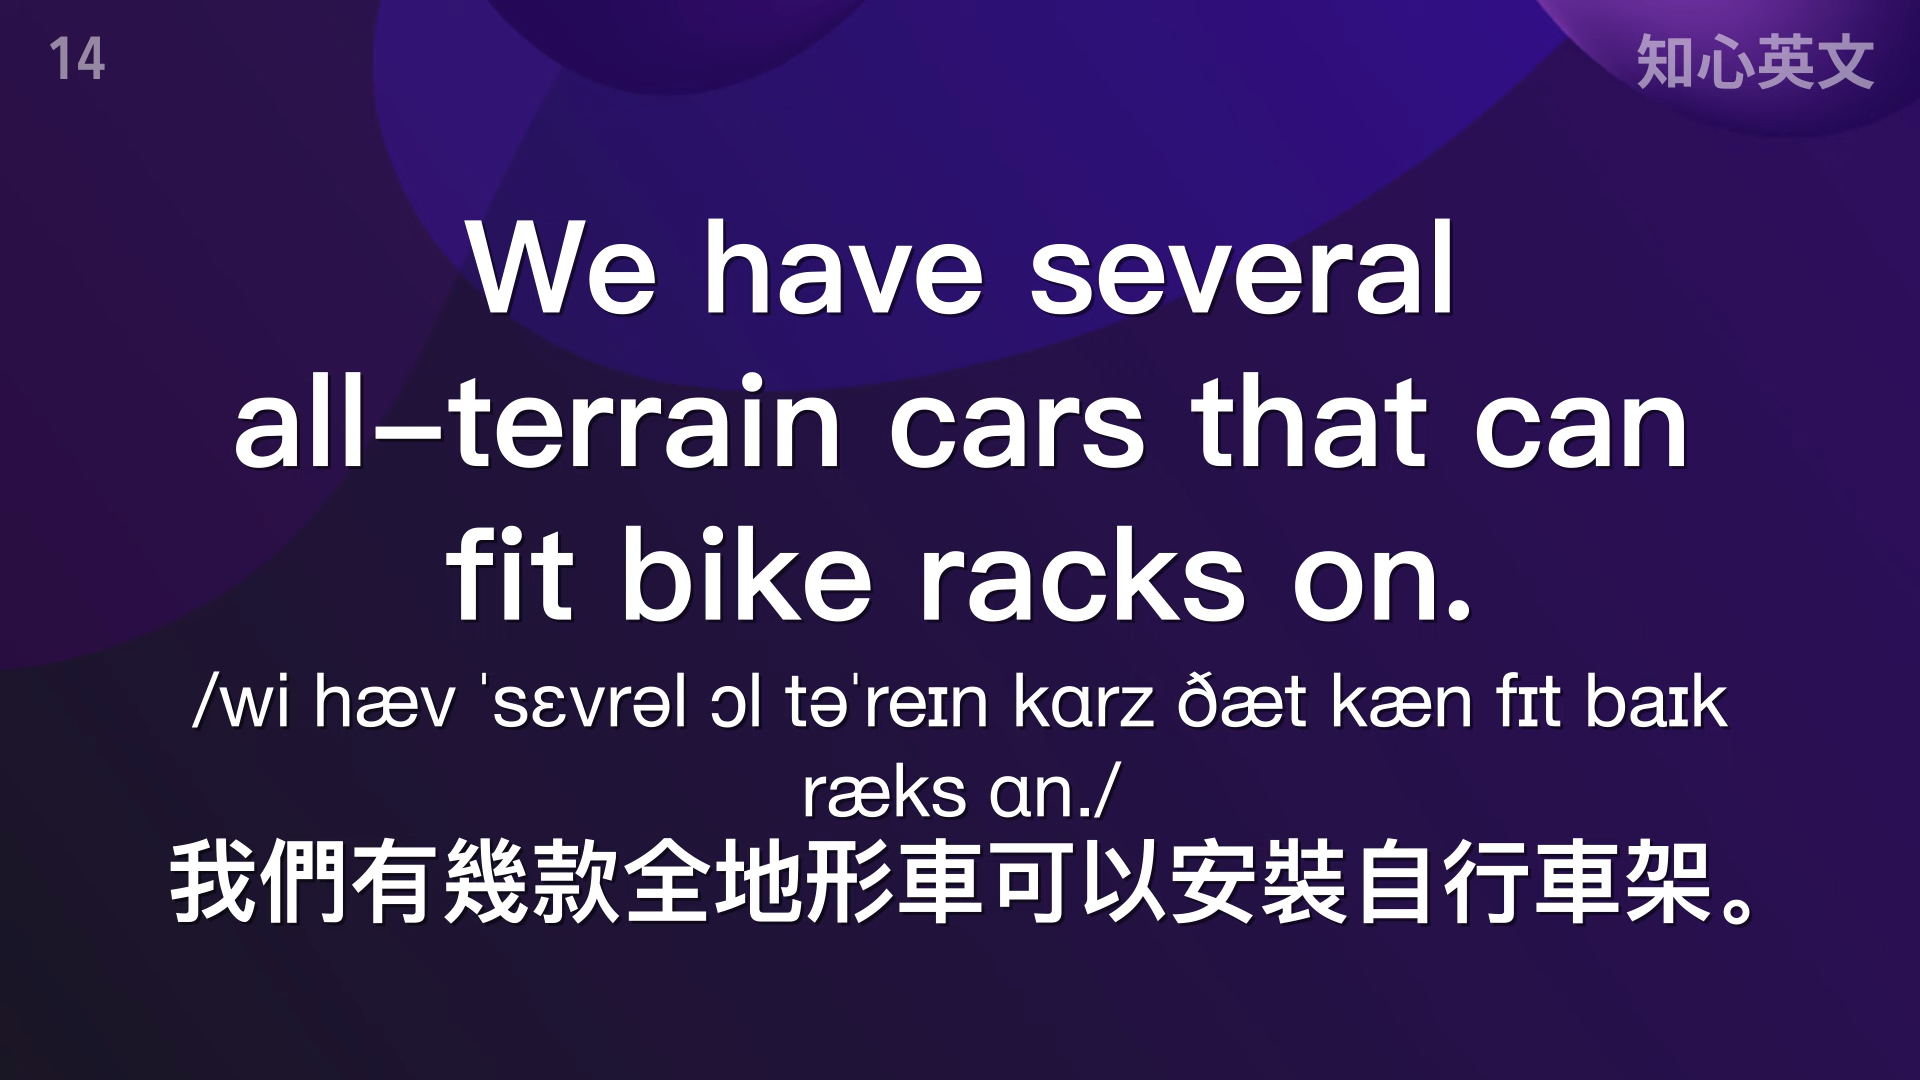 14
知心英文
We have several
all-terrain cars that can
fit bike racks on.
/wi hæv ˈsɛvrəl ɔl təˈreɪn kɑrz ðæt kæn fɪt baɪk
ræks ɑn./
我們有幾款全地形車可以安裝自行車架。